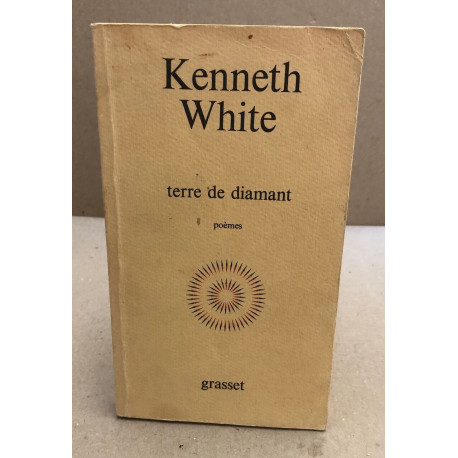 Kenneth
White
terre de diamant
poèmes
grasset